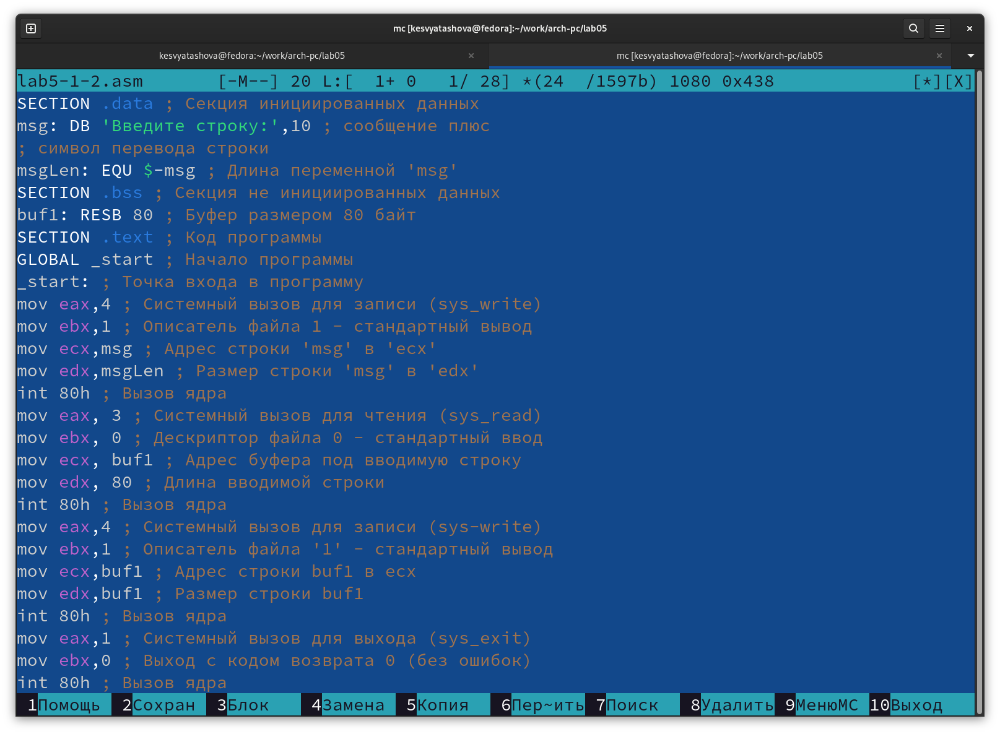 mc [kesvyatashova@fedora]:~/work/arch-pc/lab05
kesvyatashova@fedora:~/work/arch-pc/lab05 × mc [kesvyatashova@fedora]:~/work/arch-pc/lab05 ×
lab5-1-2.asm [-M--] 20 L:[ 1+ 0 1/ 28] *(24 /1597b) 1080 0x438 [*][X]
SECTION .data ; Секция инициированных данных
msg: DB 'Введите строку:',10 ; сообщение плюс
; символ перевода строки
msgLen: EQU $-msg ; Длина переменной 'msg'
SECTION .bss ; Секция не инициированных данных
buf1: RESB 80 ; Буфер размером 80 байт
SECTION .text ; Код программы
GLOBAL _start ; Начало программы
_start: ; Точка входа в программу
mov eax,4 ; Системный вызов для записи (sys_write)
mov ebx,1 ; Описатель файла 1 - стандартный вывод
mov ecx,msg ; Адрес строки 'msg' в 'ecx'
mov edx,msgLen ; Размер строки 'msg' в 'edx'
int 80h ; Вызов ядра
mov eax, 3 ; Системный вызов для чтения (sys_read)
mov ebx, 0 ; Дескриптор файла 0 - стандартный ввод
mov ecx, buf1 ; Адрес буфера под вводимую строку
mov edx, 80 ; Длина вводимой строки
int 80h ; Вызов ядра
mov eax,4 ; Системный вызов для записи (sys-write)
mov ebx,1 ; Описатель файла '1' - стандартный вывод
mov ecx,buf1 ; Адрес строки buf1 в ecx
mov edx,buf1 ; Размер строки buf1
int 80h ; Вызов ядра
mov eax,1 ; Системный вызов для выхода (sys_exit)
mov ebx,0 ; Выход с кодом возврата 0 (без ошибок)
int 80h ; Вызов ядра
1Помощь 2Сохран 3Блок 4Замена 5Копия 6Пер~ить 7Поиск 8Удалить 9МенюMC 10Выход